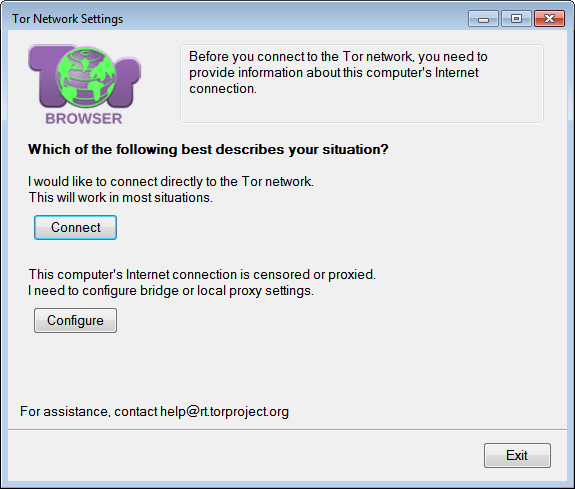 Tor Network Settings
Before you connect to the Tor network, you need to
provide information about this computer's Internet
connection.
Tor
BROWSER
Which of the following best describes your situation?
I would like to connect directly to the Tor network.
This will work in most situations.
Connect
This computer's Internet connection is censored or proxied.
I need to configure bridge or local proxy settings.
Configure
For assistance, contact help@rt.torproject.org
Exit